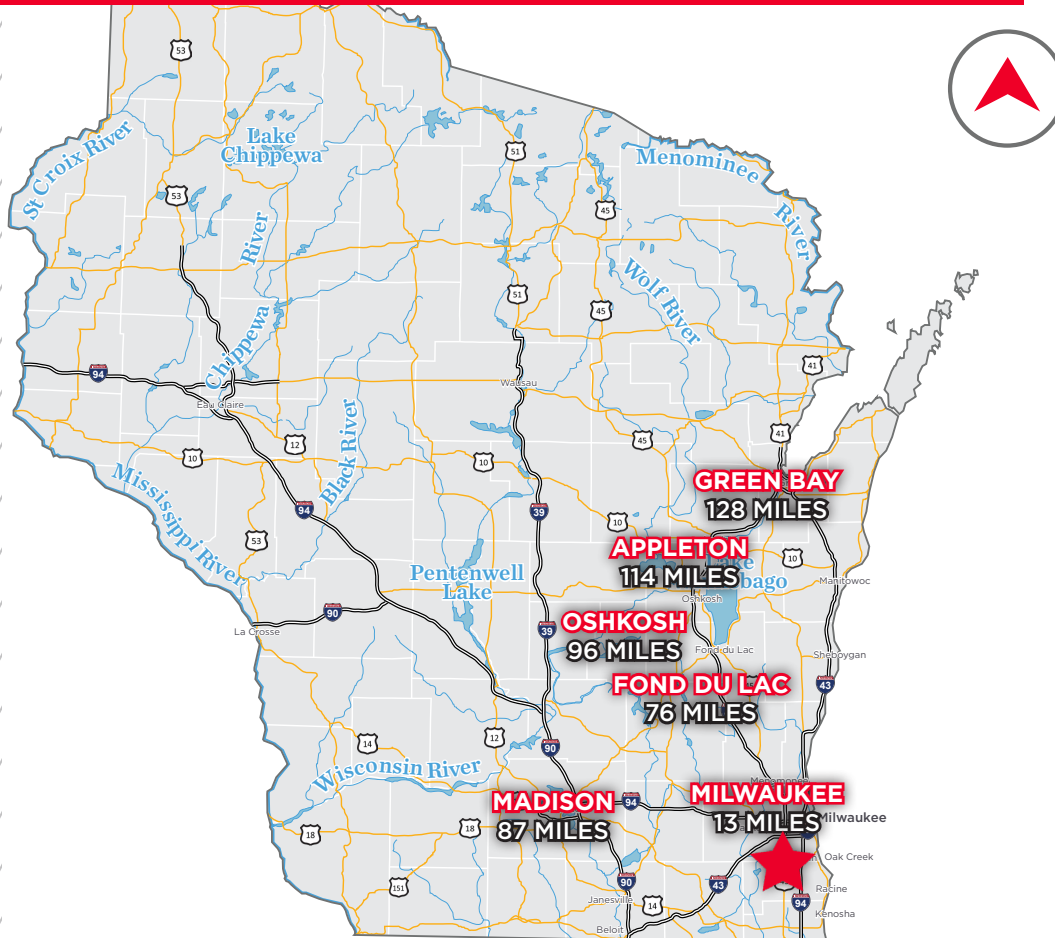 53
St Croix River
Lake
Chippewa
51
Menominee
River
53
45
River
Wolf River
51
45
Chippewa
41
94
Wausau
Eau Claire
12
10
45
41
10
Black River
Mississippi River
GREEN BAY
128 MILES
94
39
10
53
APPLETON
114 MILES
Lake
bago
10
Pentenwell
Lake
Manitowoc
Oshkosh
90
La Crosse
39
OSHKOSH
96 MILES
Fond du Lac
Sheboygan
FOND DU LAC
76 MILES
43
14
12
90
Wisconsin River
MADISON
87 MILES
94
MILWAUKEE
13 MILES
Milwaukee
18
18
Oak Creek
151
90
43
Racine
Janesville
14
94
Kenosha
Beloit